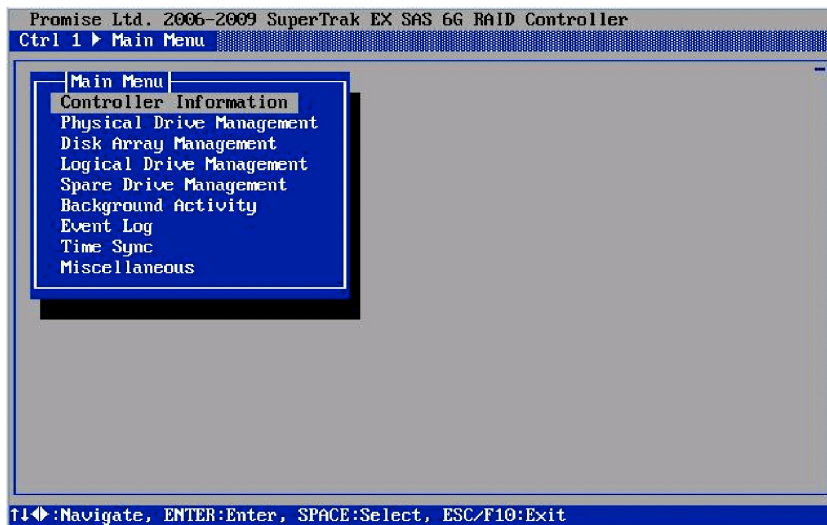 Promise Ltd. 2006-2009 SuperTrak EX SAS 6G RAID Controller
Ctrl 1 ▶ Main Menu
Main Menu
Controller Information
Physical Drive Management
Disk Array Management
Logical Drive Management
Spare Drive Management
Background Activity
Event Log
Time Sync
Miscellaneous
↑↓◀▶:Navigate, ENTER:Enter, SPACE:Select, ESC/F10:Exit